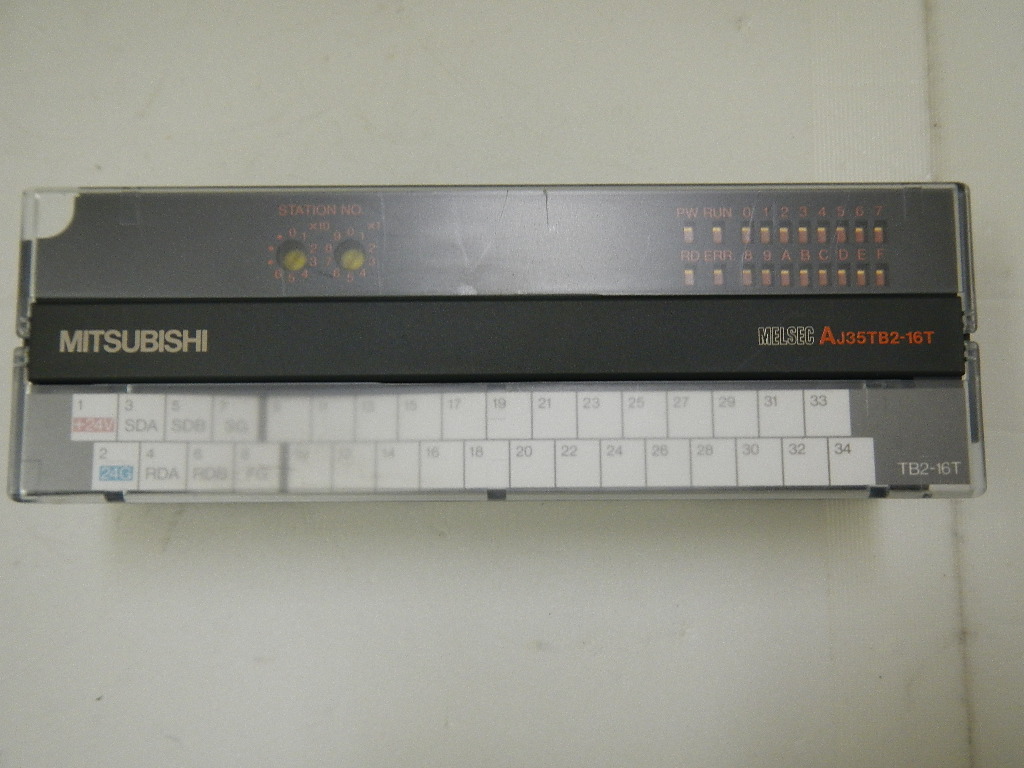 STATION NO.
×10 ×1
PW RUN 0 1 2 3 4 5 6 7
RD ERR. 8 9 A B C D E F
MITSUBISHI
MELSEC AJ35TB2-16T
1 3 5 7 9 11 13 15 17 19 21 23 25 27 29 31 33
+24V SDA SDB SG
2 4 6 8 10 12 14 16 18 20 22 24 26 28 30 32 34
24G RDA RDB FG
TB2-16T